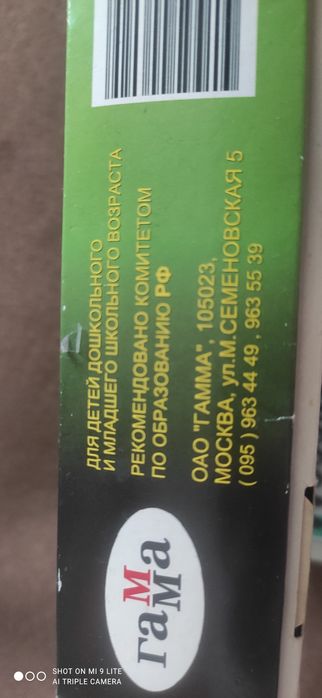 ДЛЯ ДЕТЕЙ ДОШКОЛЬНОГО
И МЛАДШЕГО ШКОЛЬНОГО ВОЗРАСТА
РЕКОМЕНДОВАНО КОМИТЕТОМ
ПО ОБРАЗОВАНИЮ РФ
ОАО "ГАММА", 105023,
МОСКВА, ул.М.СЕМЕНОВСКАЯ 5
(095) 963 44 49 , 963 55 39
гамма
SHOT ON MI 9 LITE
AI TRIPLE CAMERA